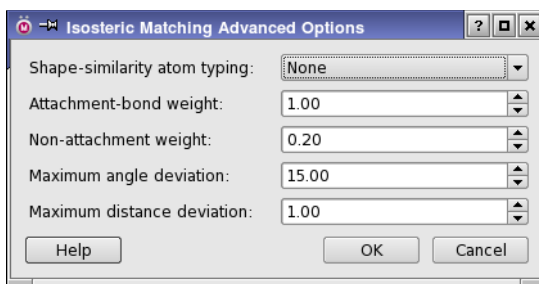 Isosteric Matching Advanced Options ?
Shape-similarity atom typing: None
Attachment-bond weight: 1.00
Non-attachment weight: 0.20
Maximum angle deviation: 15.00
Maximum distance deviation: 1.00
Help OK Cancel